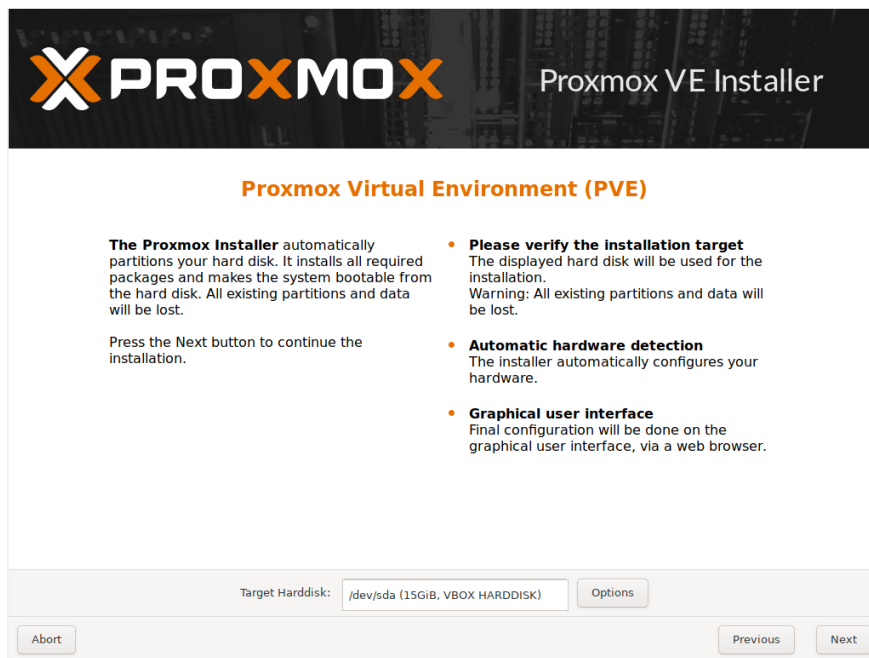 PROXMOX
Proxmox VE Installer
Proxmox Virtual Environment (PVE)
The Proxmox Installer automatically
partitions your hard disk. It installs all required
packages and makes the system bootable from
the hard disk. All existing partitions and data
will be lost.
Press the Next button to continue the
installation.
Please verify the installation target
The displayed hard disk will be used for the
installation.
Warning: All existing partitions and data will
be lost.
Automatic hardware detection
The installer automatically configures your
hardware.
Graphical user interface
Final configuration will be done on the
graphical user interface, via a web browser.
Target Harddisk: /dev/sda (15GiB, VBOX HARDDISK) Options
Abort Previous Next